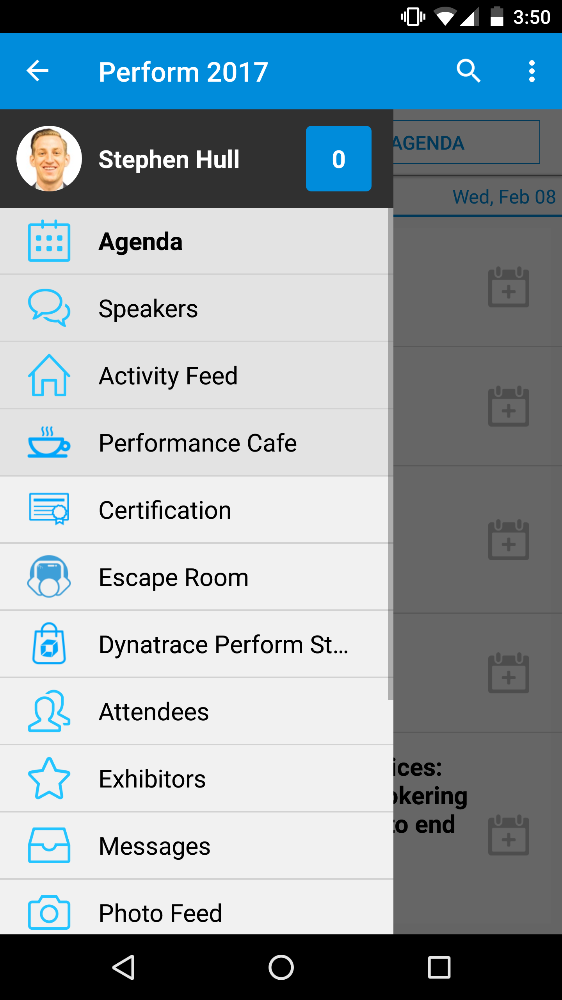 3:50
Perform 2017
Stephen Hull
0
AGENDA
Wed, Feb 08
Agenda
Speakers
Activity Feed
Performance Cafe
Certification
Escape Room
Dynatrace Perform St...
Attendees
Exhibitors
ices:
okering
to end
Messages
Photo Feed